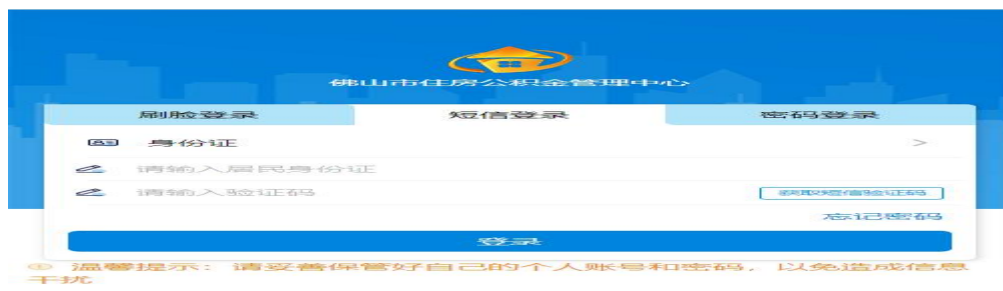 佛山市住房公积金管理中心
刷脸登录 短信登录 密码登录
身份证 >
请输入居民身份证
请输入验证码 获取短信验证码
忘记密码
登录
温馨提示：请妥善保管好自己的个人账号和密码，以免造成信息
干扰